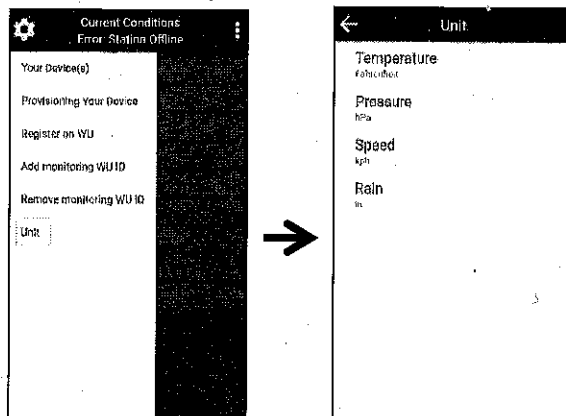 Current Conditions
Error: Station Offline
Your Device(s)
Provisioning Your Device
Register on WU
Add monitoring WU ID
Remove monitoring WU ID
Unit
Unit
Temperature
Fahrenheit
Pressure
hPa
Speed
kph
Rain
in